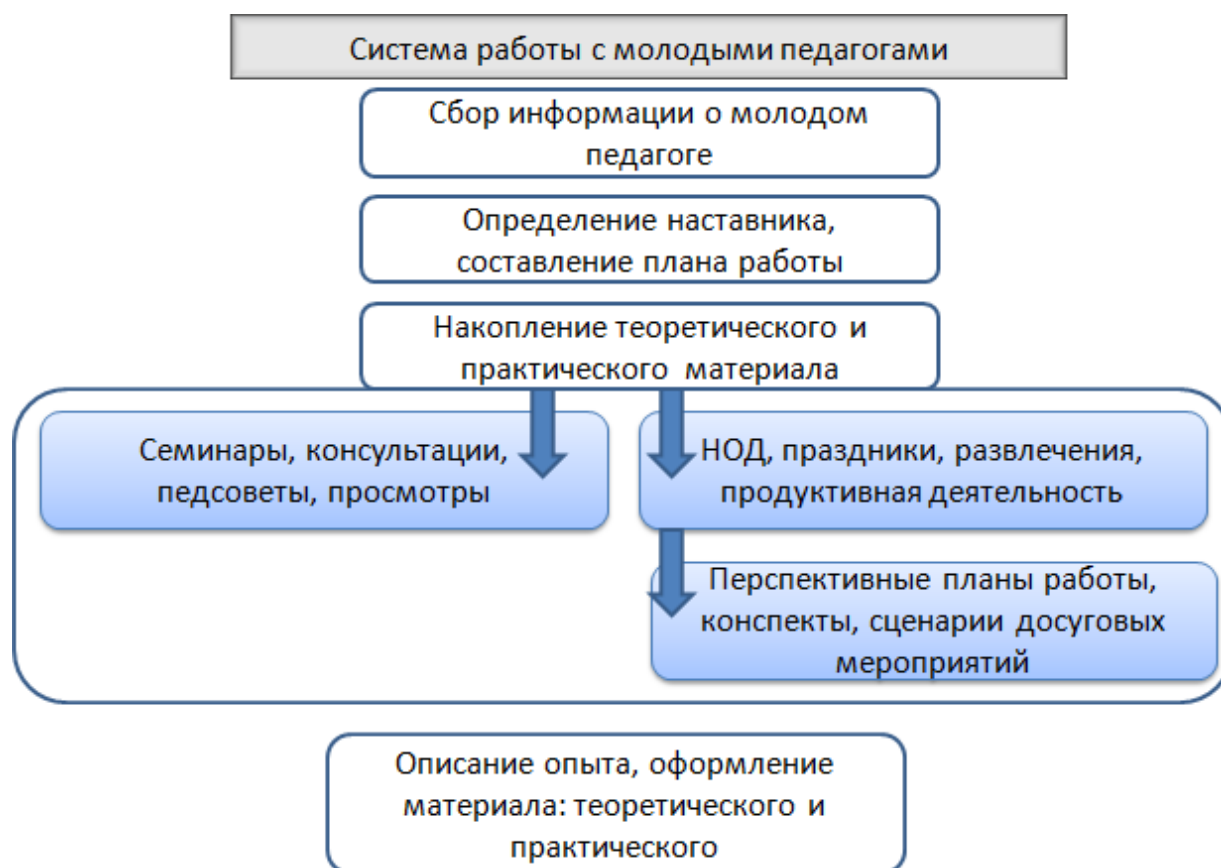 Система работы с молодыми педагогами
Сбор информации о молодом
педагоге
Определение наставника,
составление плана работы
Накопление теоретического и
практического материала
Семинары, консультации,
педсоветы, просмотры
НОД, праздники, развлечения,
продуктивная деятельность
Перспективные планы работы,
конспекты, сценарии досуговых
мероприятий
Описание опыта, оформление
материала: теоретического и
практического